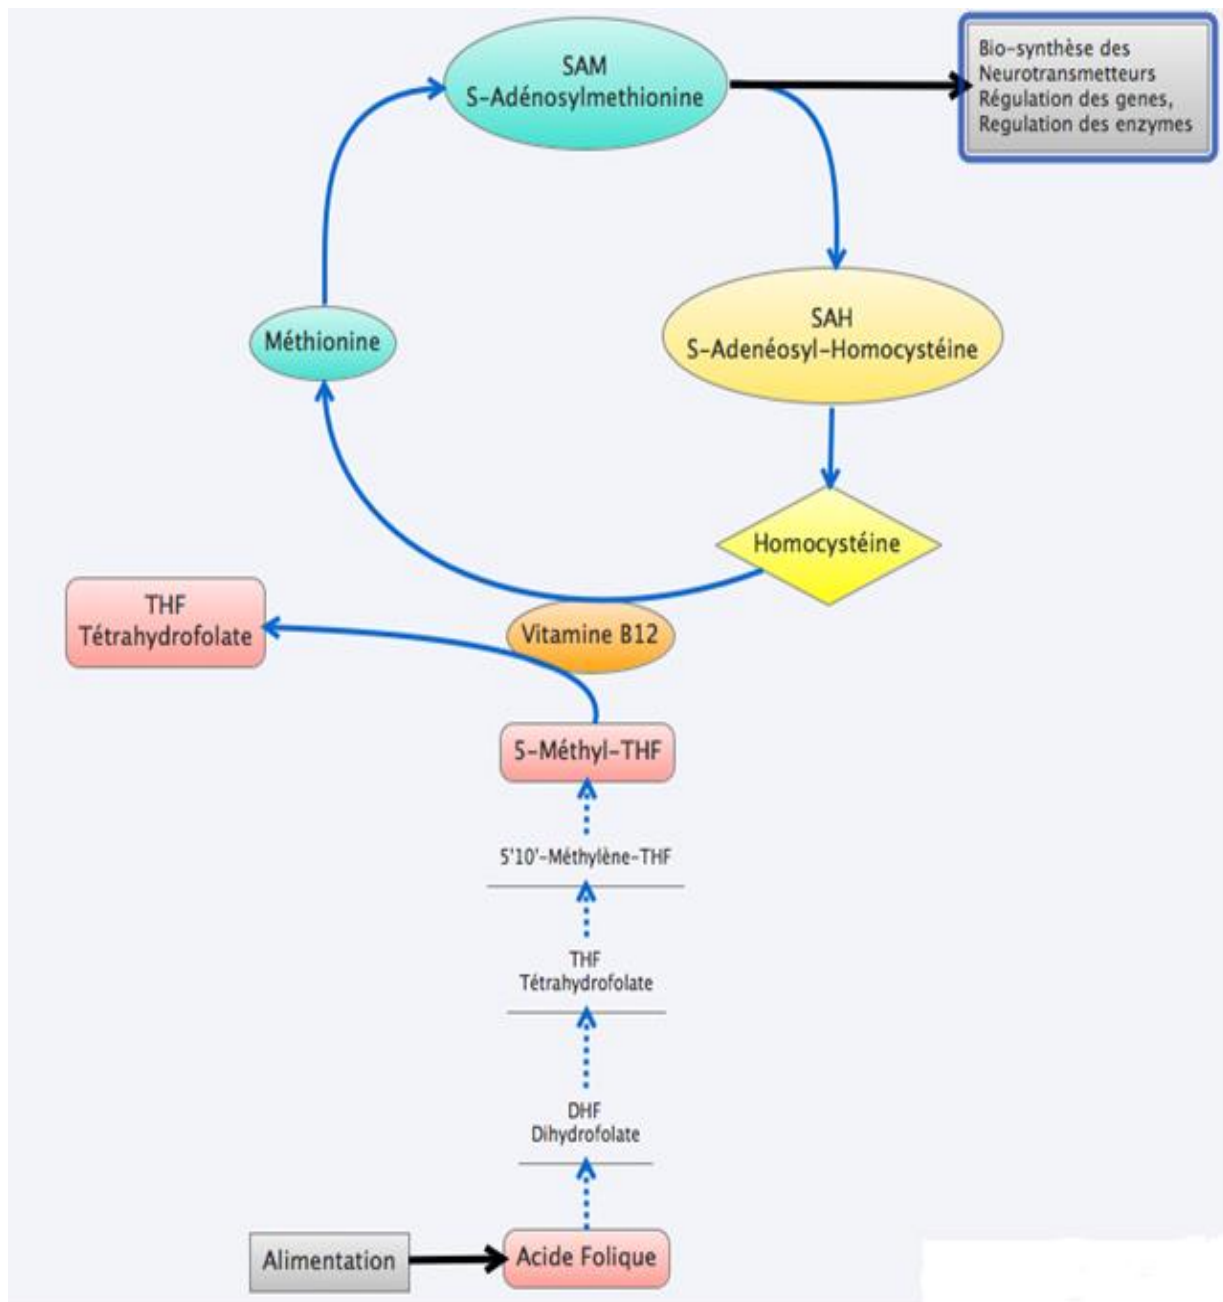 SAM
S-Adénosylmethionine
Bio-synthèse des
Neurotransmetteurs
Régulation des genes,
Regulation des enzymes
Méthionine
SAH
S-Adenéosyl-Homocystéine
Homocystéine
THF
Tétrahydrofolate
Vitamine B12
5-Méthyl-THF
5'10'-Méthylène-THF
THF
Tétrahydrofolate
DHF
Dihydrofolate
Alimentation
Acide Folique